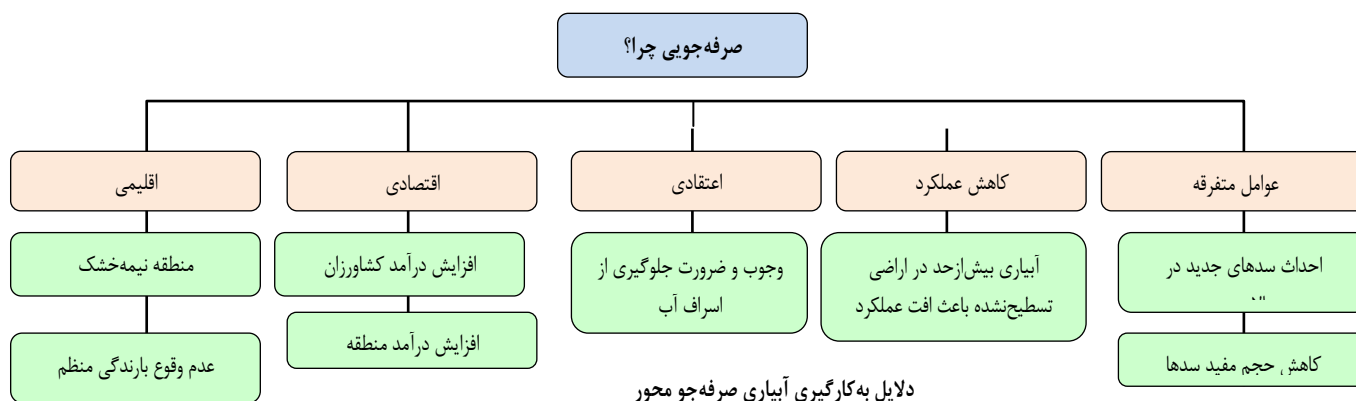 صرفه‌جویی چرا؟
عوامل متفرقه
کاهش عملکرد
اعتقادی
اقتصادی
اقلیمی
احداث سدهای جدید در
کاهش حجم مفید سدها
آبیاری بیش‌ازحد در اراضی
تسطیح‌نشده باعث افت عملکرد
وجوب و ضرورت جلوگیری از
اسراف آب
افزایش درآمد کشاورزان
افزایش درآمد منطقه
منطقه نیمه‌خشک
عدم وقوع بارندگی منظم
دلایل به‌کارگیری آبیاری صرفه‌جو محور